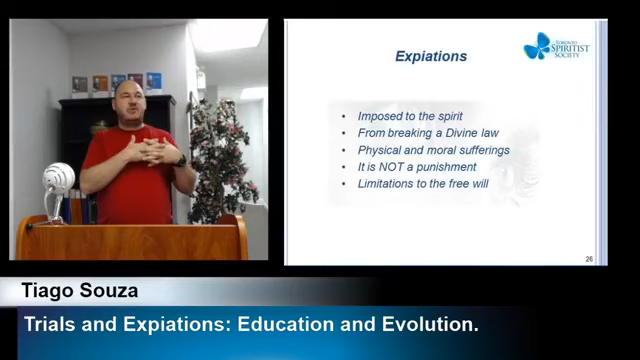 Expiations
TORONTO
SPIRITIST
SOCIETY
• Imposed to the spirit
• From breaking a Divine law
• Physical and moral sufferings
• It is NOT a punishment
• Limitations to the free will
26
Tiago Souza
Trials and Expiations: Education and Evolution.